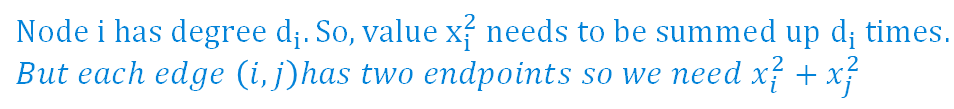 Node i has degree dᵢ. So, value xᵢ² needs to be summed up dᵢ times.
But each edge (i, j)has two endpoints so we need xᵢ² + xⱼ²